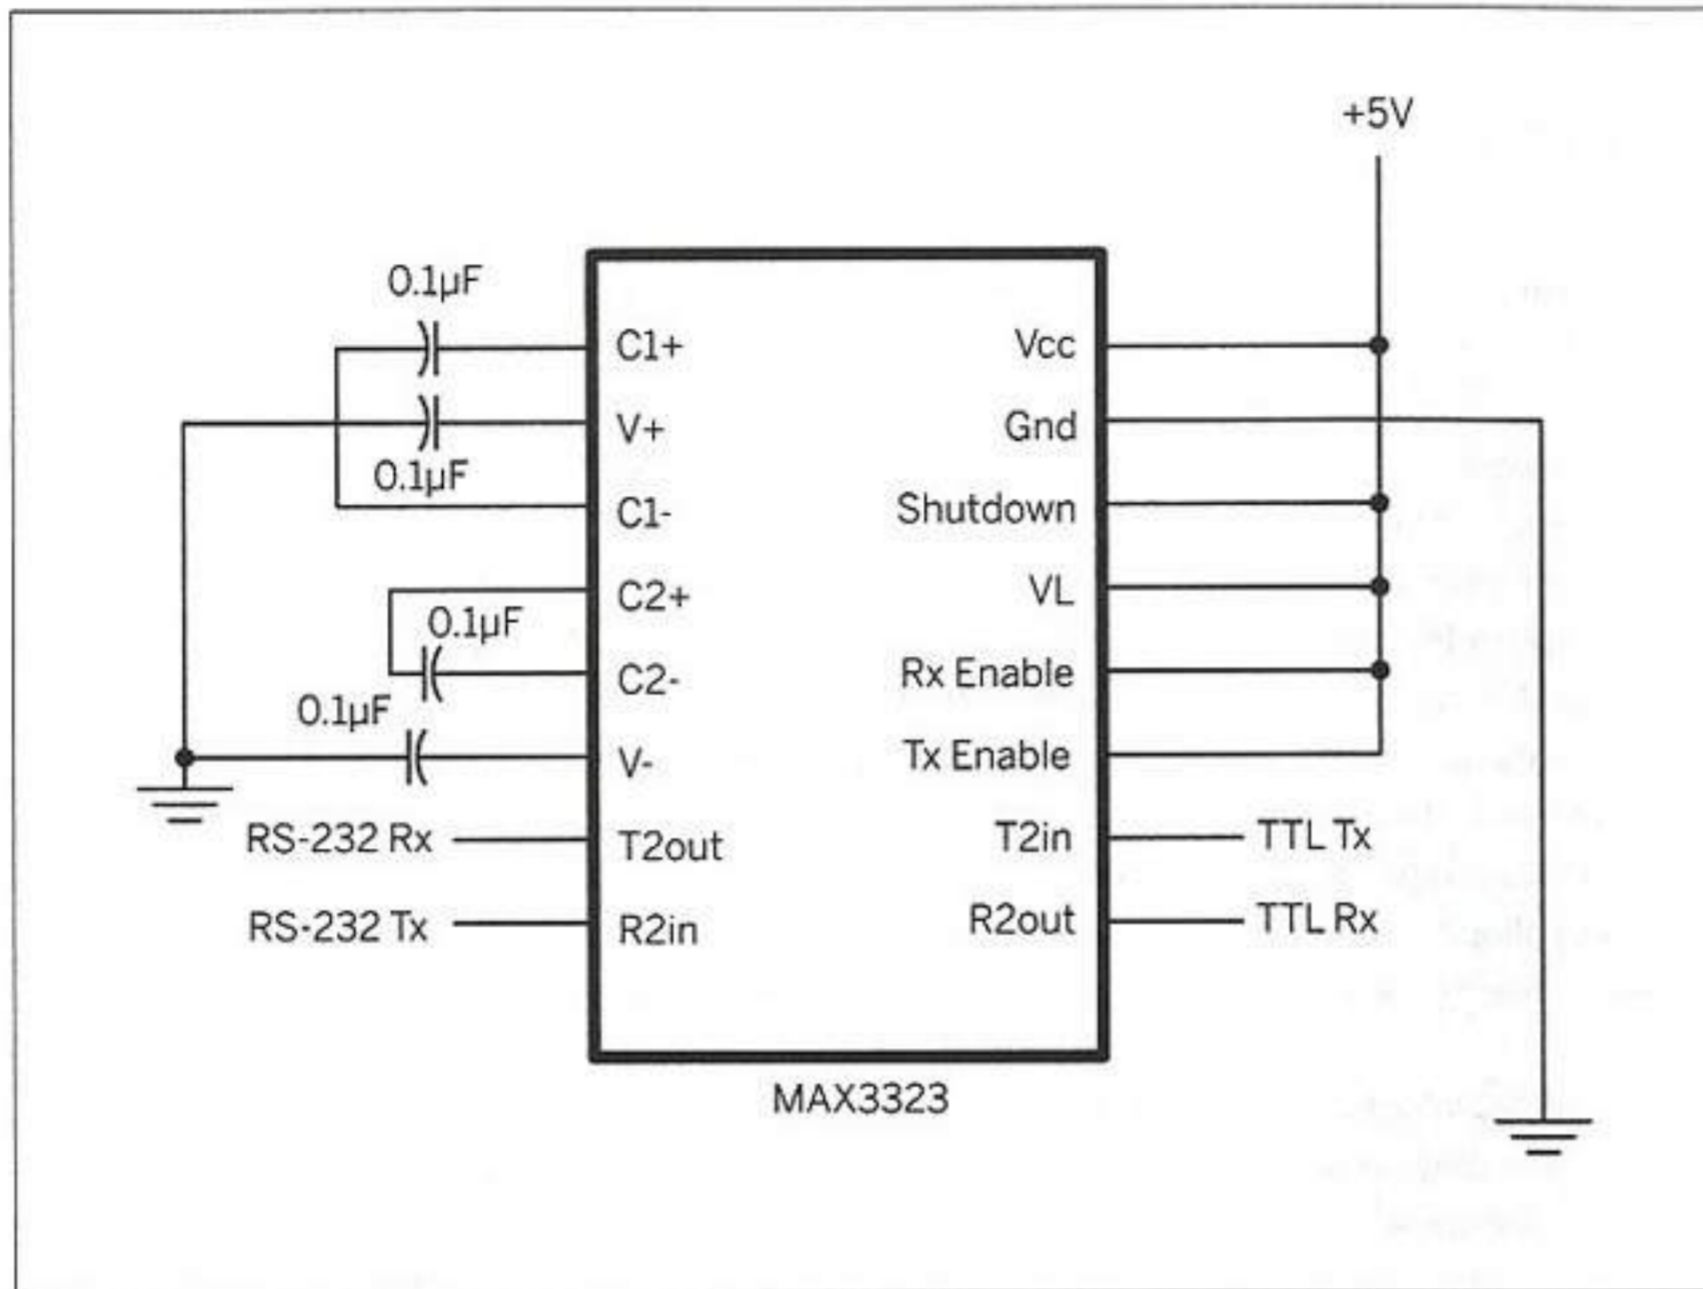 +5V
0.1µF
C1+
Vcc
V+
Gnd
0.1µF
C1-
Shutdown
C2+
VL
0.1µF
C2-
Rx Enable
0.1µF
V-
Tx Enable
RS-232 Rx
T2out
T2in
TTL Tx
RS-232 Tx
R2in
R2out
TTL Rx
MAX3323